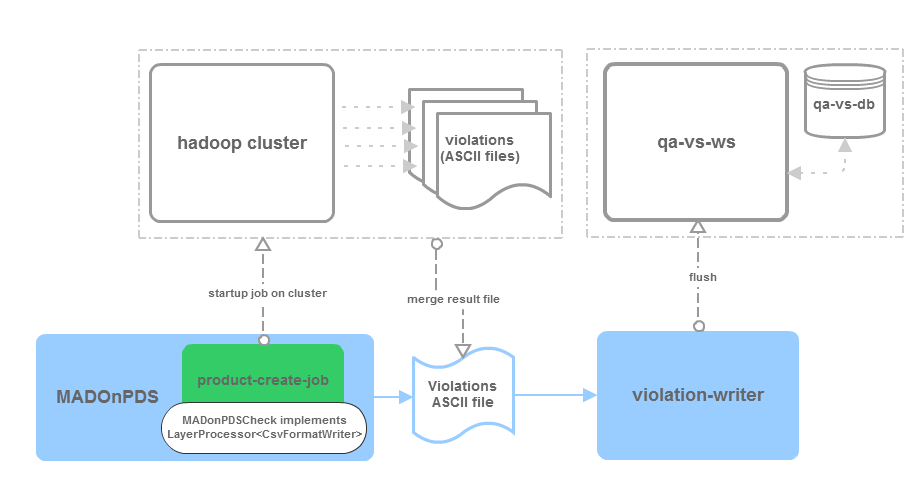 hadoop cluster
violations
(ASCII files)
qa-vs-ws
qa-vs-db
startup job on cluster
merge result file
flush
MADOnPDS
product-create-job
MADonPDSCheck implements
LayerProcessor<CsvFormatWriter>
Violations
ASCII file
violation-writer